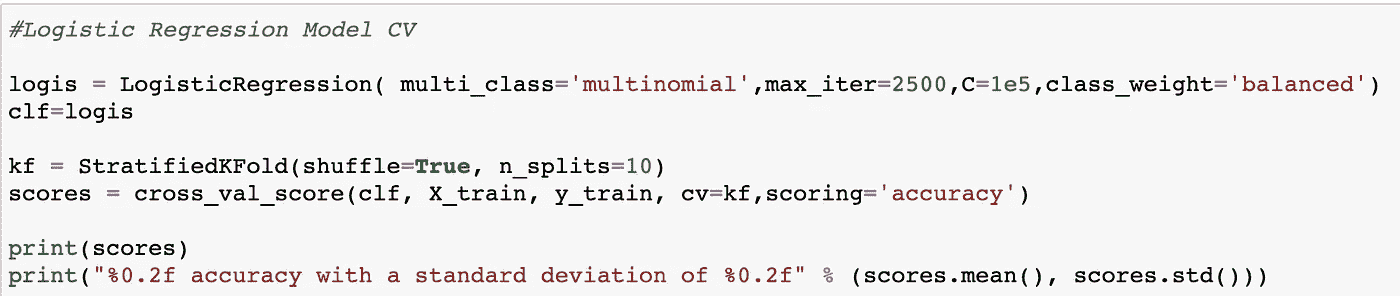 #Logistic Regression Model CV
logis = LogisticRegression( multi_class='multinomial',max_iter=2500,C=1e5,class_weight='balanced')
clf=logis
kf = StratifiedKFold(shuffle=True, n_splits=10)
scores = cross_val_score(clf, X_train, y_train, cv=kf,scoring='accuracy')
print(scores)
print("%0.2f accuracy with a standard deviation of %0.2f" % (scores.mean(), scores.std()))